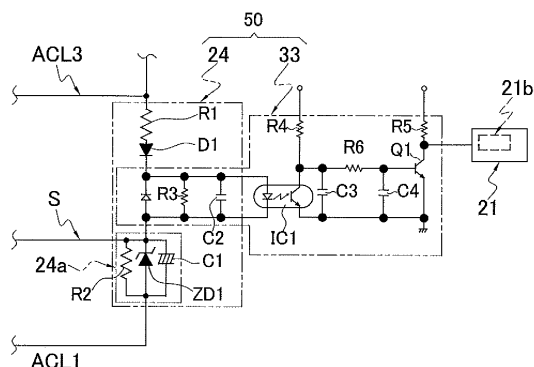 50
ACL3
24
33
21b
R1
R4
R5
D1
R6
Q1
R3
C3
C4
21
S
C2
IC1
24a
C1
R2
ZD1
ACL1